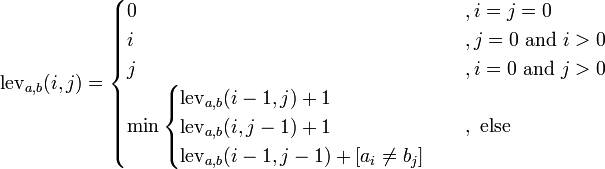 0 , i = j = 0
i , j = 0 and i > 0
lev_{a,b}(i, j) = { j , i = 0 and j > 0
min { lev_{a,b}(i − 1, j) + 1
lev_{a,b}(i, j − 1) + 1 , else
lev_{a,b}(i − 1, j − 1) + [a_i ≠ b_j]